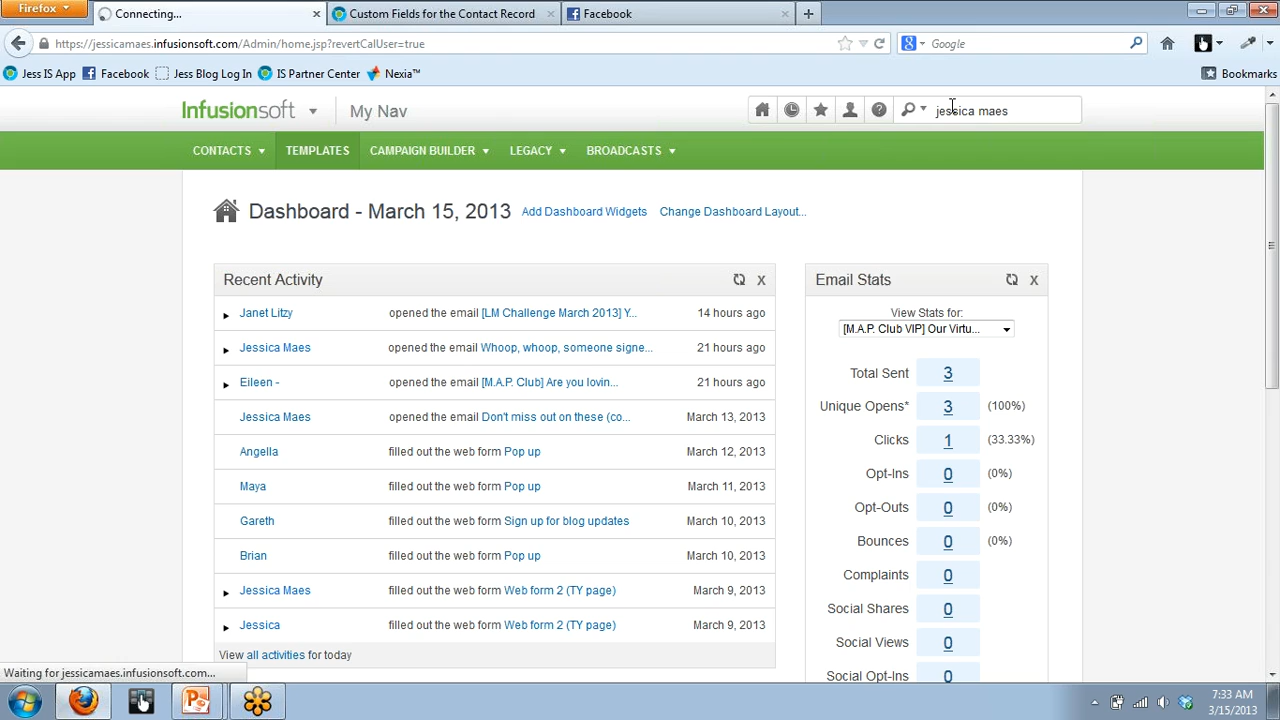 Firefox
Connecting...
Custom Fields for the Contact Record
Facebook
https://jessicamaes.infusionsoft.com/Admin/home.jsp?revertCalUser=true
Google
Jess IS App
Facebook
Jess Blog Log In
IS Partner Center
Nexia™
Bookmarks
Infusionsoft
My Nav
jessica maes
CONTACTS
TEMPLATES
CAMPAIGN BUILDER
LEGACY
BROADCASTS
Dashboard - March 15, 2013
Add Dashboard Widgets
Change Dashboard Layout...
Recent Activity
X
Janet Litzy opened the email [LM Challenge March 2013] Y... 14 hours ago
Jessica Maes opened the email Whoop, whoop, someone signe... 21 hours ago
Eileen - opened the email [M.A.P. Club] Are you lovin... 21 hours ago
Jessica Maes opened the email Don't miss out on these (co... March 13, 2013
Angella filled out the web form Pop up March 12, 2013
Maya filled out the web form Pop up March 11, 2013
Gareth filled out the web form Sign up for blog updates March 10, 2013
Brian filled out the web form Pop up March 10, 2013
Jessica Maes filled out the web form Web form 2 (TY page) March 9, 2013
Jessica filled out the web form Web form 2 (TY page) March 9, 2013
View all activities for today
Email Stats
X
View Stats for:
[M.A.P. Club VIP] Our Virtu...
Total Sent 3
Unique Opens* 3 (100%)
Clicks 1 (33.33%)
Opt-Ins 0 (0%)
Opt-Outs 0 (0%)
Bounces 0 (0%)
Complaints 0
Social Shares 0
Social Views 0
Social Opt-Ins 0
Waiting for jessicamaes.infusionsoft.com...
7:33 AM
3/15/2013